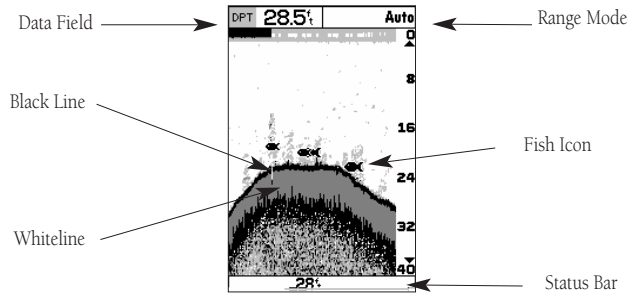 Data Field
DPT 28.5ft
Auto
Range Mode
0
8
Black Line
16
Fish Icon
24
Whiteline
32
40
28ft
Status Bar